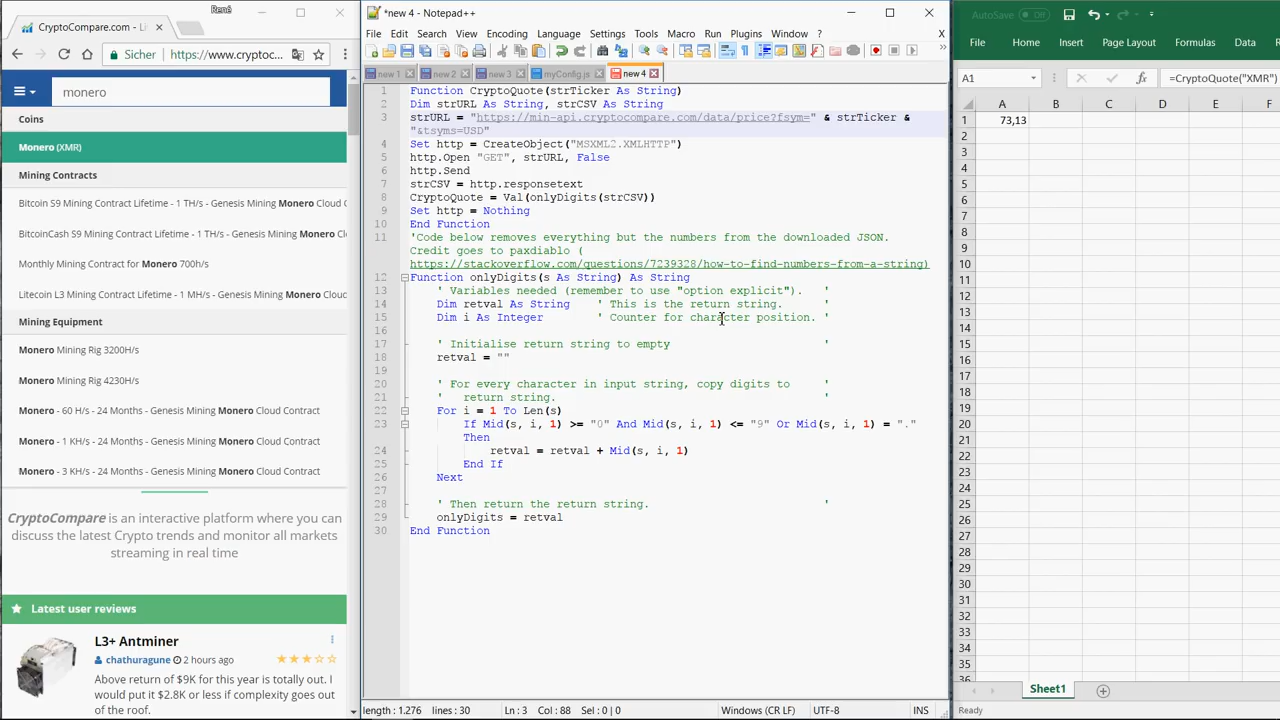 René
CryptoCompare.com - Li
Sicher
https://www.cryptoc
monero
Coins
Monero (XMR)
Mining Contracts
Bitcoin S9 Mining Contract Lifetime - 1 TH/s - Genesis Mining Monero Cloud C
BitcoinCash S9 Mining Contract Lifetime - 1 TH/s - Genesis Mining Monero Clo
Monthly Mining Contract for Monero 700h/s
Litecoin L3 Mining Contract Lifetime - 1 MH/s - Genesis Mining Monero Cloud
Mining Equipment
Monero Mining Rig 3200H/s
Monero Mining Rig 4230H/s
Monero - 60 H/s - 24 Months - Genesis Mining Monero Cloud Contract
Monero - 1 KH/s - 24 Months - Genesis Mining Monero Cloud Contract
Monero - 3 KH/s - 24 Months - Genesis Mining Monero Cloud Contract
CryptoCompare is an interactive platform where you can
discuss the latest Crypto trends and monitor all markets
streaming in real time
Latest user reviews
L3+ Antminer
chathuragune 2 hours ago
Above return of $9K for this year is totally out. I
would put it $2.8K or less if complexity goes out
of the roof.
*new 4 - Notepad++
File Edit Search View Encoding Language Settings Tools Macro Run Plugins Window ? X
new 1 new 2 new 3 myConfig.js new 4
1 Function CryptoQuote(strTicker As String)
2 Dim strURL As String, strCSV As String
3 strURL = "https://min-api.cryptocompare.com/data/price?fsym=" & strTicker &
"&tsyms=USD"
4 Set http = CreateObject("MSXML2.XMLHTTP")
5 http.Open "GET", strURL, False
6 http.Send
7 strCSV = http.responsetext
8 CryptoQuote = Val(onlyDigits(strCSV))
9 Set http = Nothing
10 End Function
11 'Code below removes everything but the numbers from the downloaded JSON.
Credit goes to paxdiablo (
https://stackoverflow.com/questions/7239328/how-to-find-numbers-from-a-string)
12 Function onlyDigits(s As String) As String
13 ' Variables needed (remember to use "option explicit"). '
14 Dim retval As String ' This is the return string. '
15 Dim i As Integer ' Counter for character position. '
16
17 ' Initialise return string to empty '
18 retval = ""
19
20 ' For every character in input string, copy digits to '
21 ' return string. '
22 For i = 1 To Len(s)
23 If Mid(s, i, 1) >= "0" And Mid(s, i, 1) <= "9" Or Mid(s, i, 1) = "."
Then
24 retval = retval + Mid(s, i, 1)
25 End If
26 Next
27
28 ' Then return the return string. '
29 onlyDigits = retval
30 End Function
length : 1.276 lines : 30 Ln : 3 Col : 88 Sel : 0 | 0 Windows (CR LF) UTF-8 INS
AutoSave Off
File Home Insert Page Layout Formulas Data
A1 fx =CryptoQuote("XMR")
A B C D E F
1 73,13
2
3
4
5
6
7
8
9
10
11
12
13
14
15
16
17
18
19
20
21
22
23
24
25
26
27
28
29
30
31
32
33
34
35
36
Sheet1
Ready